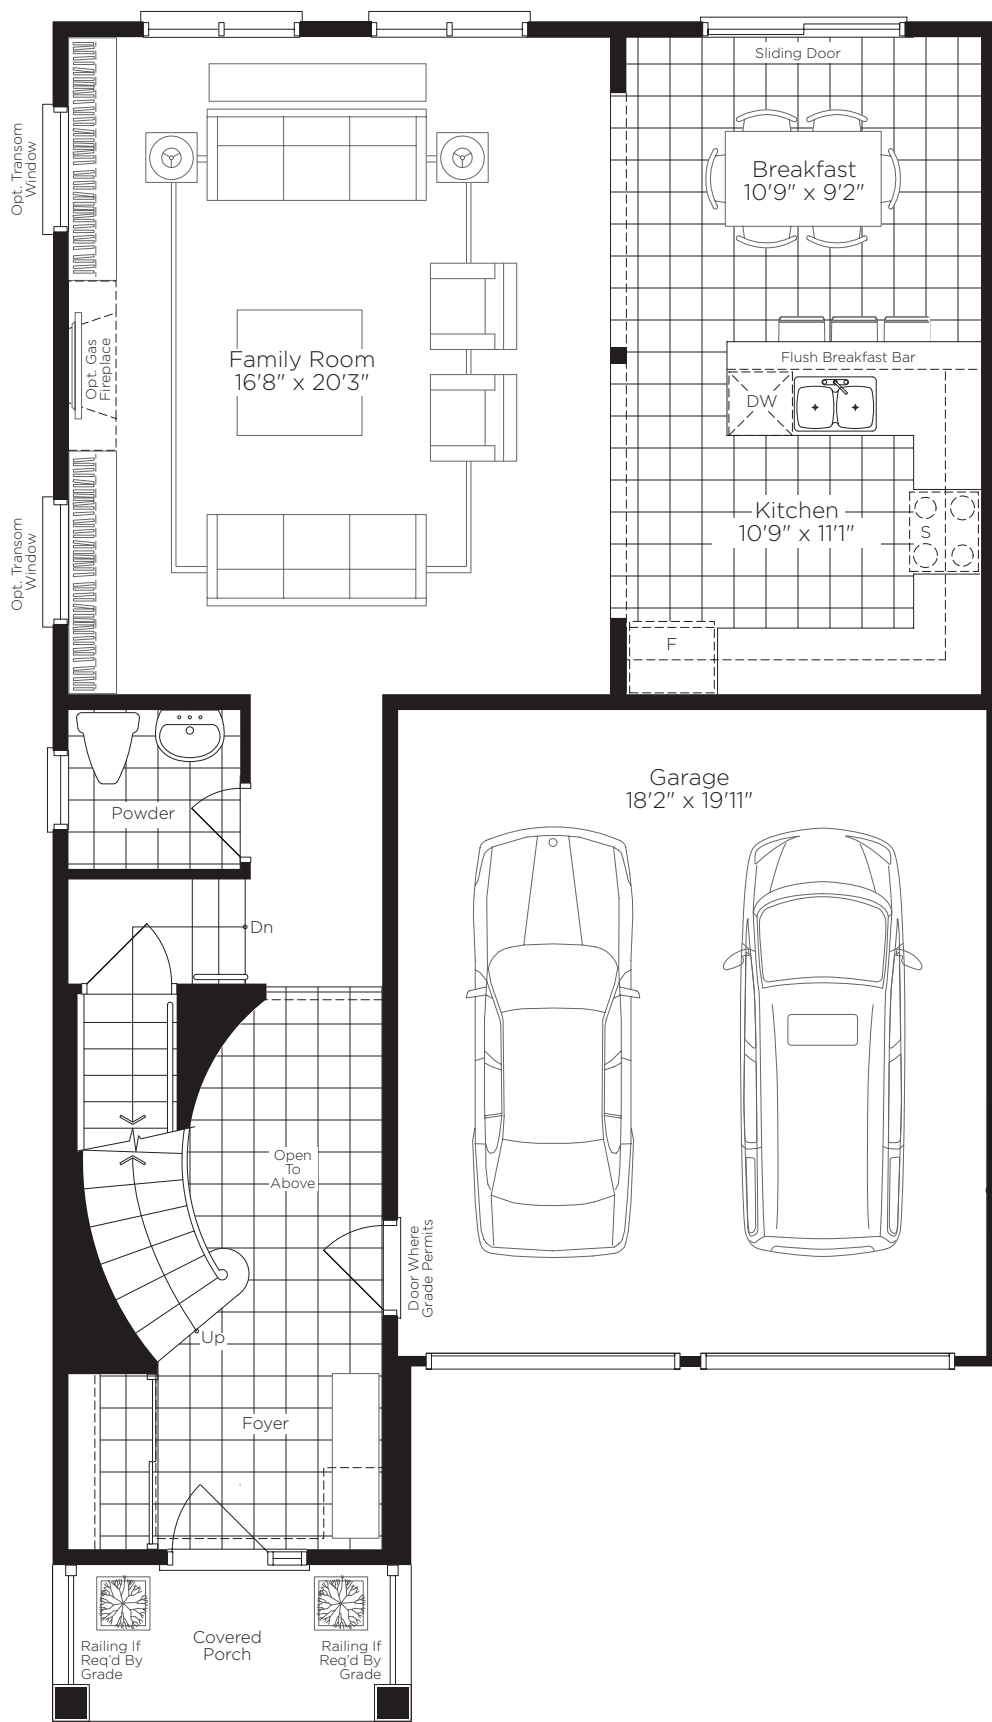 Sliding Door
Opt. Transom
Window
Breakfast
10'9" x 9'2"
Opt. Gas
Fireplace
Family Room
16'8" x 20'3"
Flush Breakfast Bar
DW
Opt. Transom
Window
Kitchen
10'9" x 11'1"
S
F
Garage
18'2" x 19'11"
Powder
Dn
Open
To
Above
Door Where
Grade Permits
Up
Foyer
Covered
Porch
Railing If
Req'd By
Grade
Railing If
Req'd By
Grade